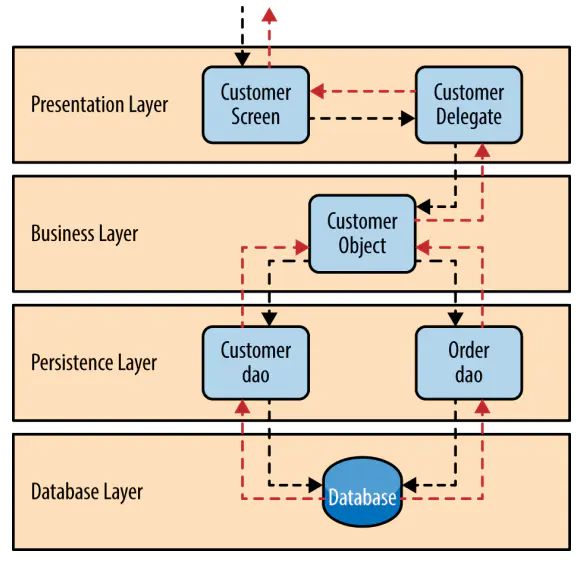 Presentation Layer
Customer
Screen
Customer
Delegate
Business Layer
Customer
Object
Persistence Layer
Customer
dao
Order
dao
Database Layer
Database